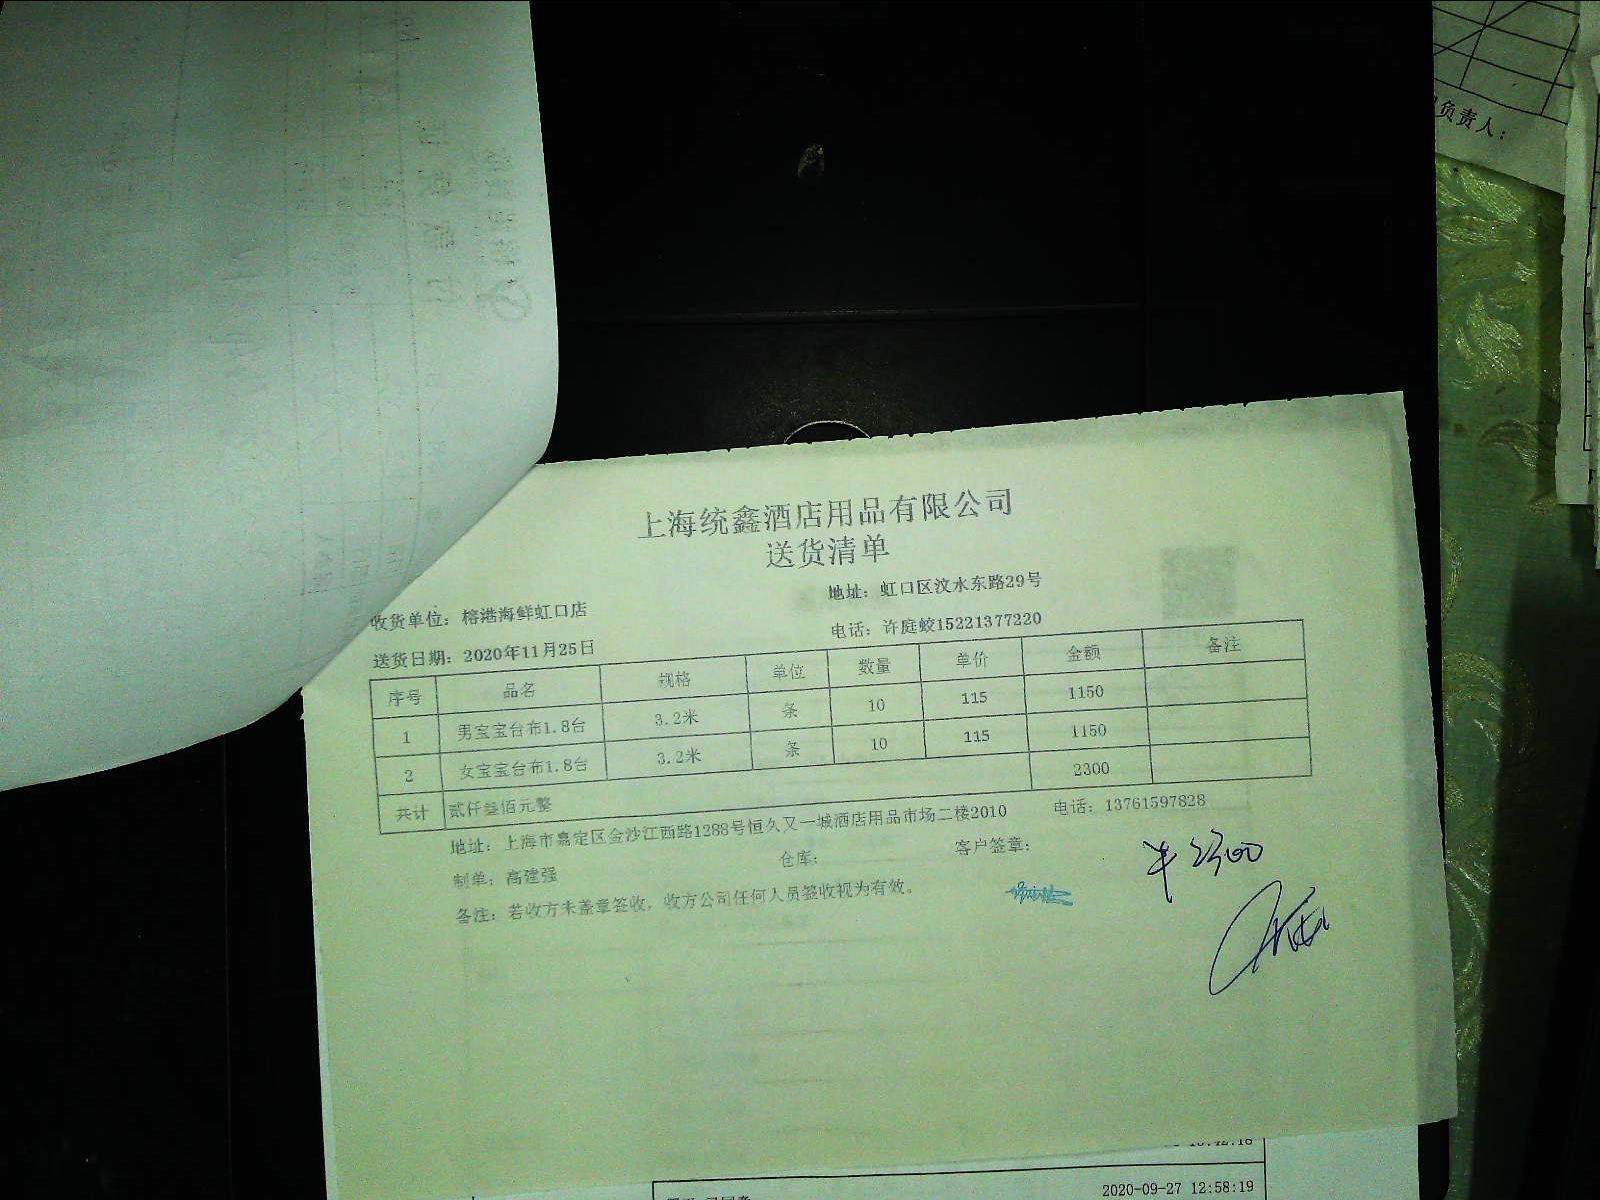 负责人：
上海统鑫酒店用品有限公司
送货清单
收货单位：榕港海鲜虹口店 地址：虹口区汶水东路29号
送货日期：2020年11月25日 电话：许庭蛟15221377220
序号 品名 规格 单位 数量 单价 金额 备注
1 男宝宝台布1.8台 3.2米 条 10 115 1150
2 女宝宝台布1.8台 3.2米 条 10 115 1150
共计 贰仟叁佰元整 2300
地址：上海市嘉定区金沙江西路1288号恒久又一城酒店用品市场二楼2010 电话：13761597828
制单：高建强 仓库： 客户签章：
备注：若收方未盖章签收，收方公司任何人员签收视为有效。
¥2300
2020-09-27 12:58:19